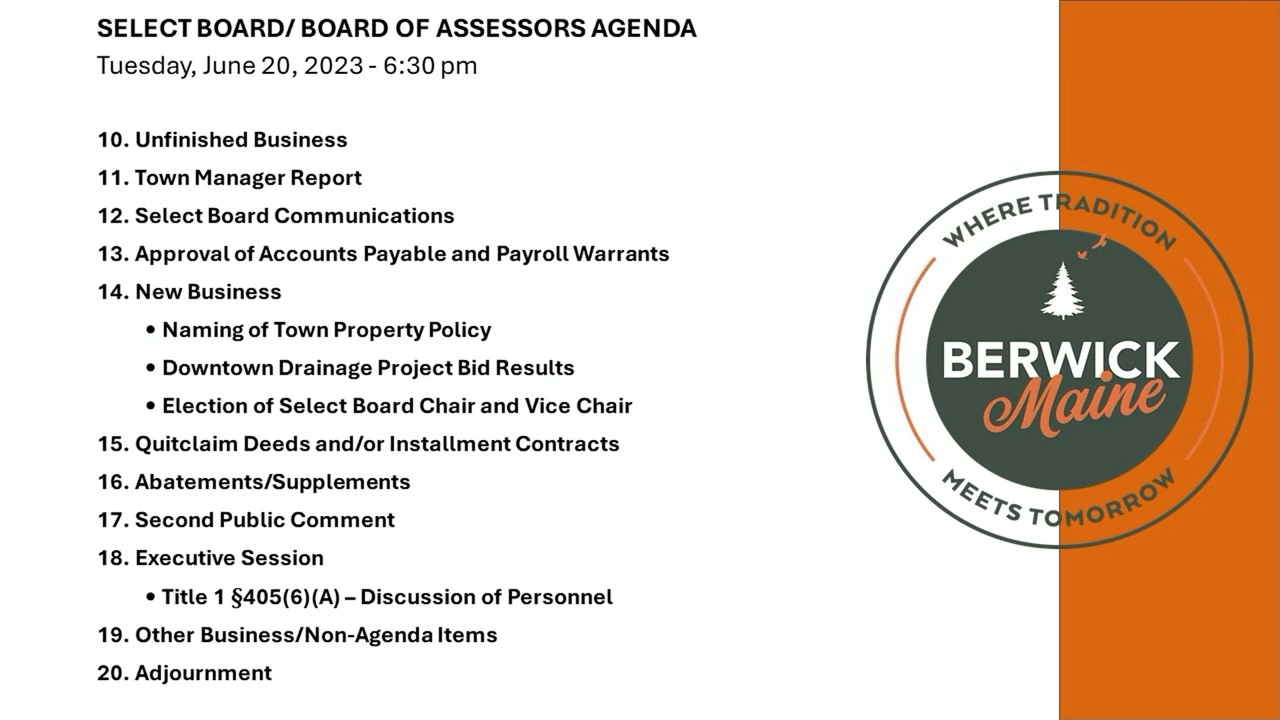 SELECT BOARD/ BOARD OF ASSESSORS AGENDA
Tuesday, June 20, 2023 - 6:30 pm
10. Unfinished Business
11. Town Manager Report
12. Select Board Communications
13. Approval of Accounts Payable and Payroll Warrants
14. New Business
• Naming of Town Property Policy
• Downtown Drainage Project Bid Results
• Election of Select Board Chair and Vice Chair
15. Quitclaim Deeds and/or Installment Contracts
16. Abatements/Supplements
17. Second Public Comment
18. Executive Session
• Title 1 §405(6)(A) – Discussion of Personnel
19. Other Business/Non-Agenda Items
20. Adjournment
WHERE TRADITION
BERWICK
Maine
MEETS TOMORROW